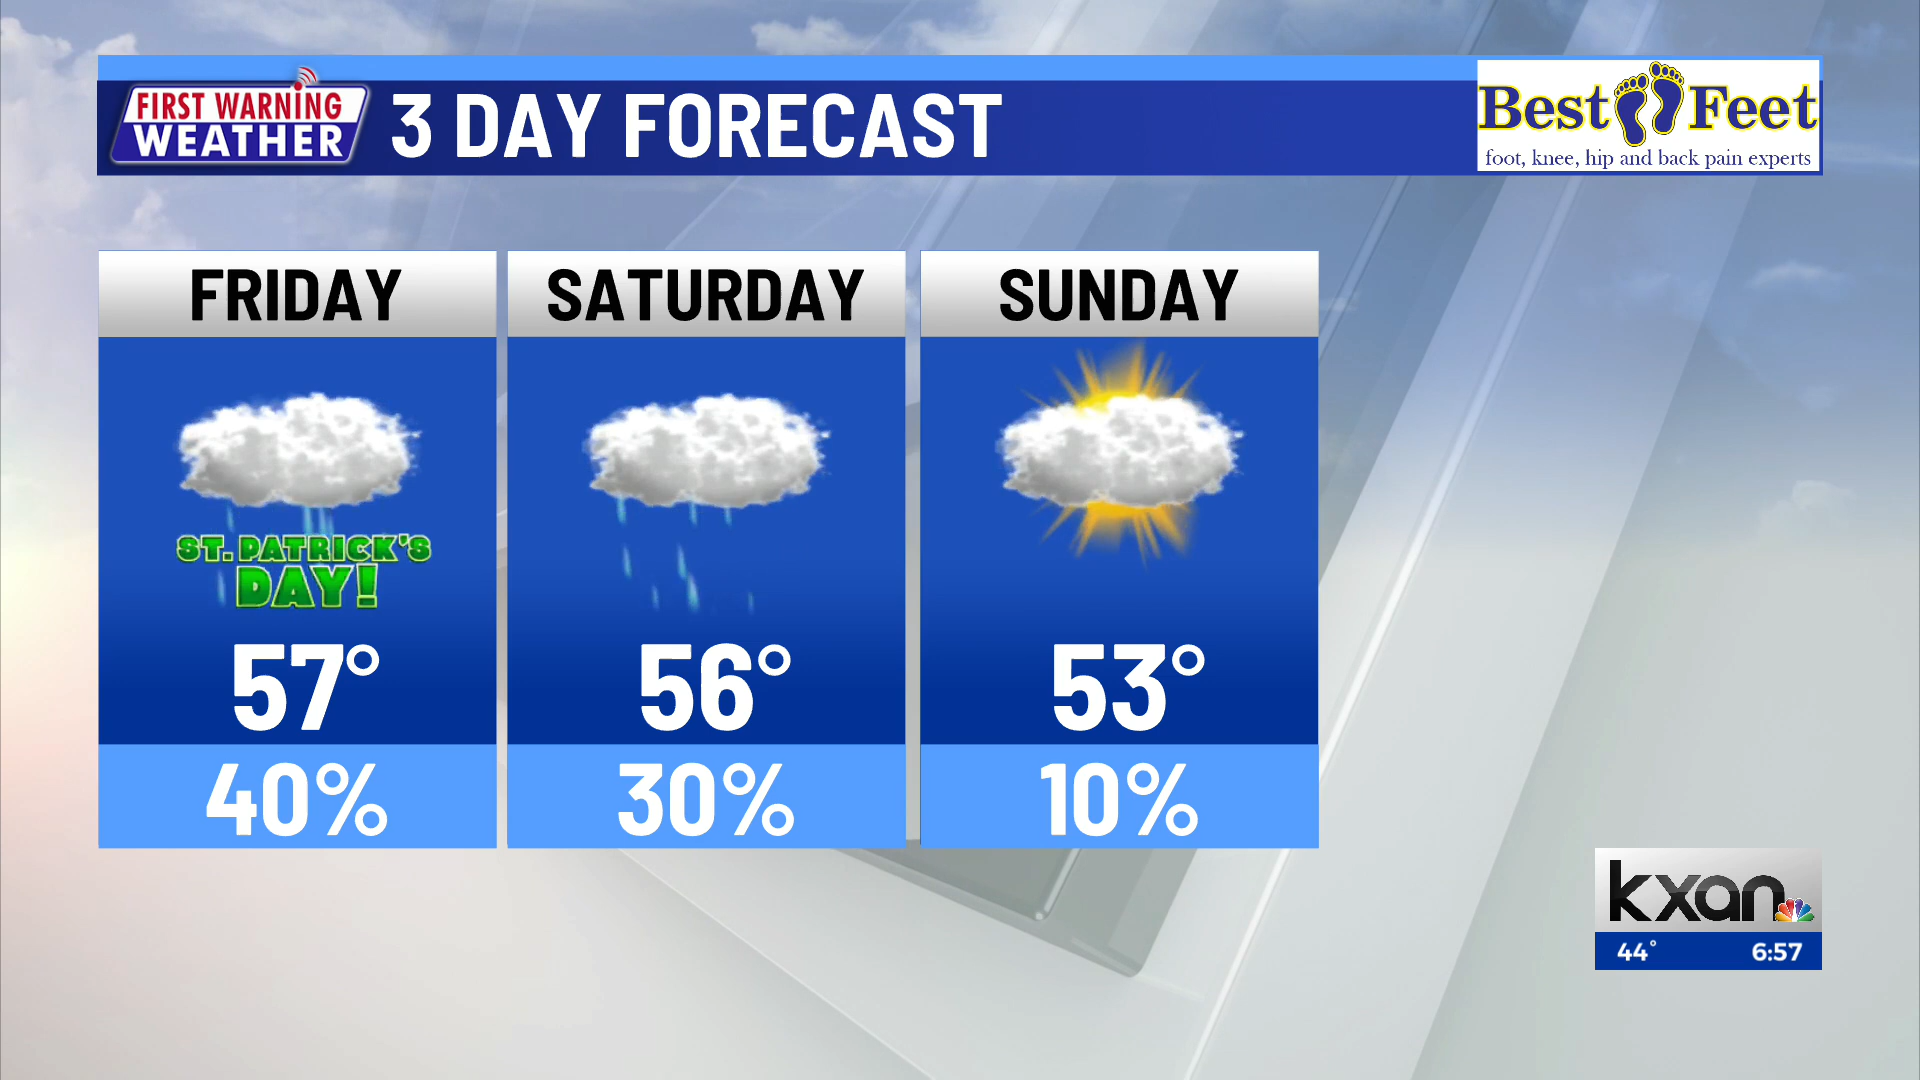 FIRST WARNING
WEATHER
3 DAY FORECAST
Best Feet
foot, knee, hip and back pain experts
FRIDAY
ST. PATRICK'S
DAY!
57°
40%
SATURDAY
56°
30%
SUNDAY
53°
10%
kxan
44° 6:57